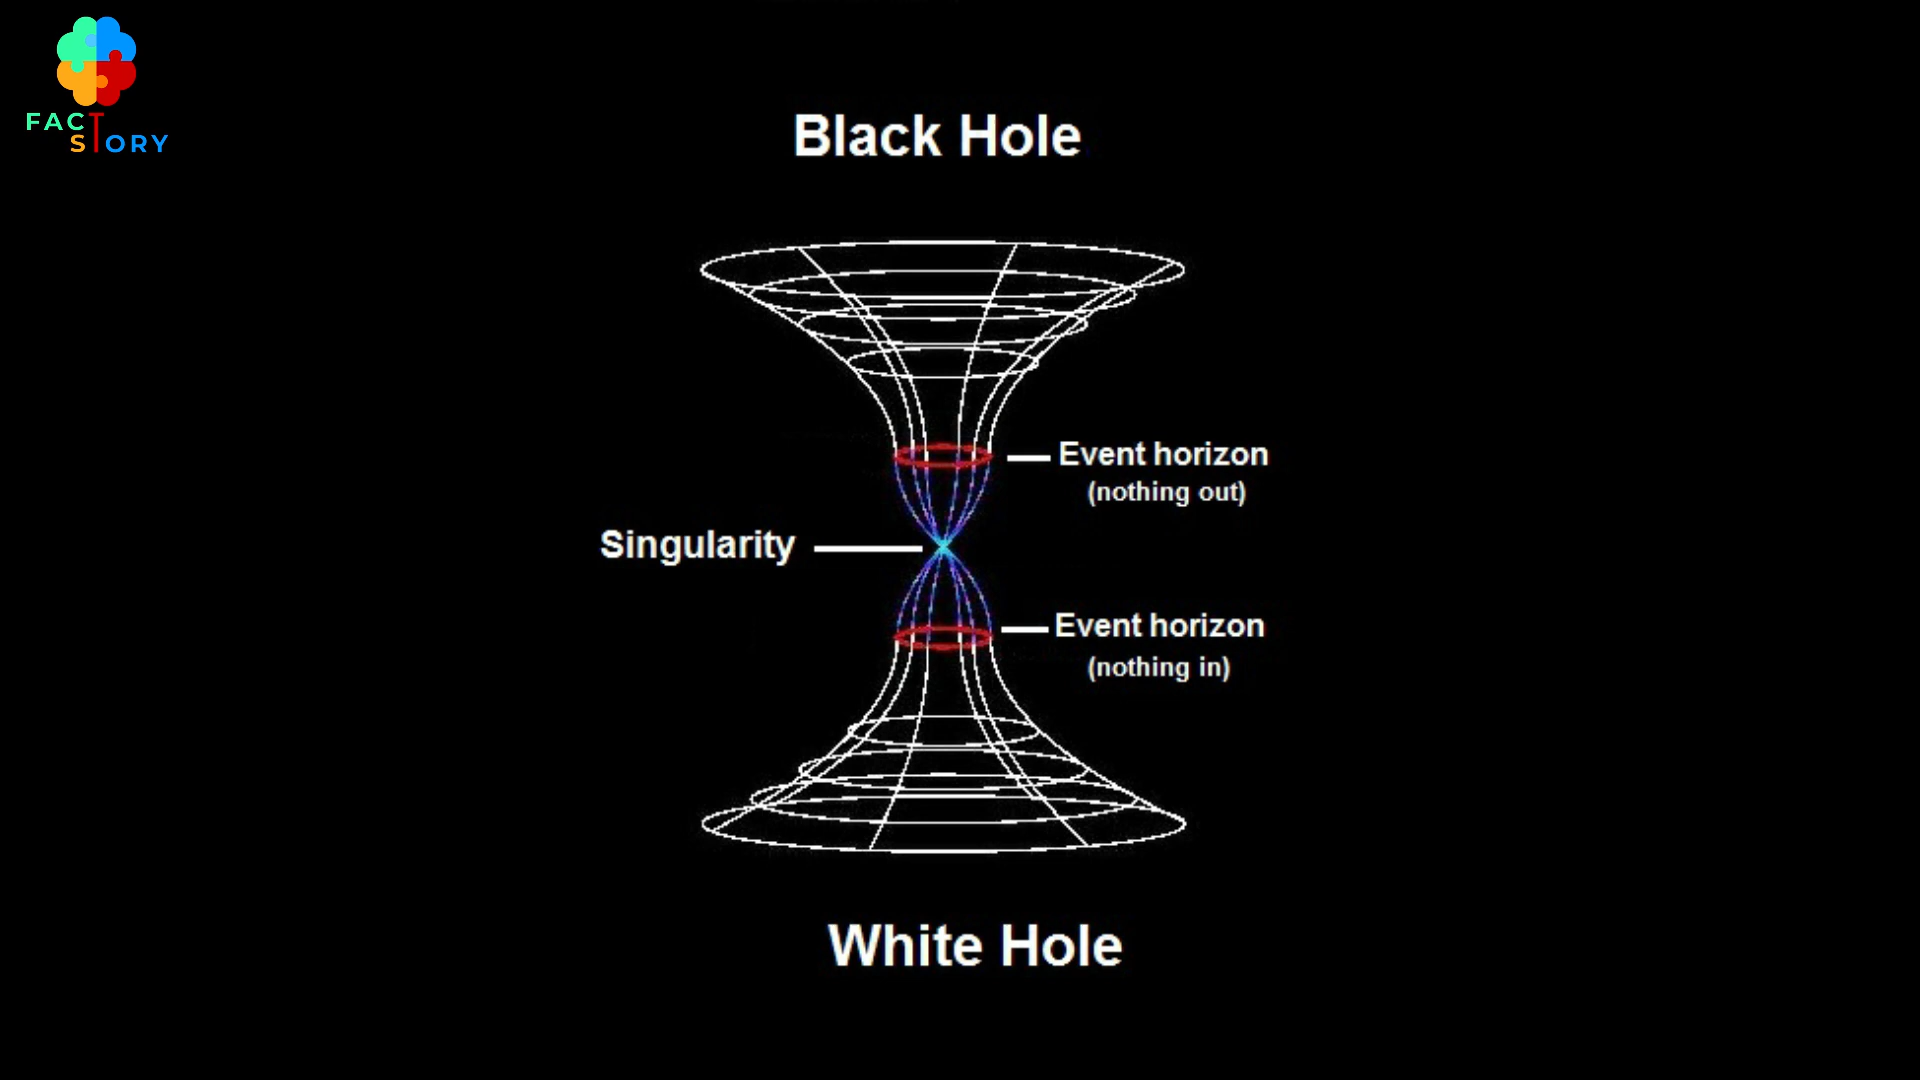 FACT
STORY
Black Hole
Event horizon
(nothing out)
Singularity
Event horizon
(nothing in)
White Hole